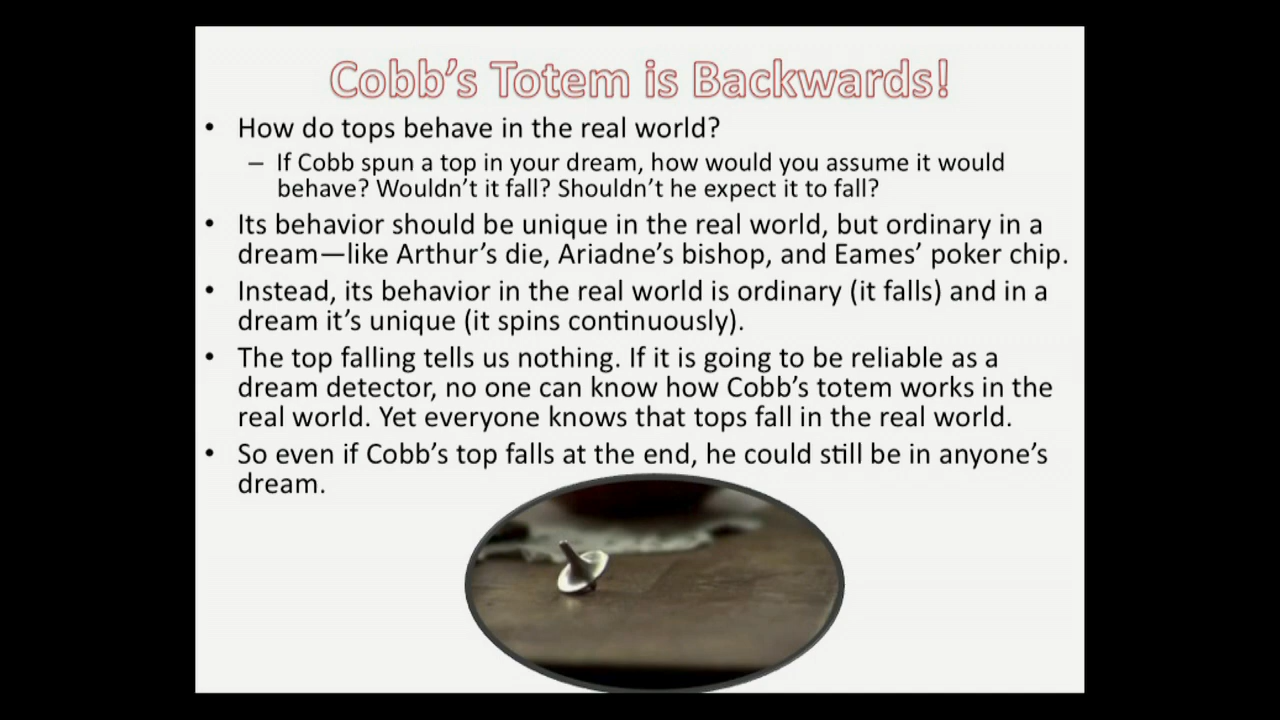 Cobb's Totem is Backwards!
• How do tops behave in the real world?
– If Cobb spun a top in your dream, how would you assume it would
behave? Wouldn't it fall? Shouldn't he expect it to fall?
• Its behavior should be unique in the real world, but ordinary in a
dream—like Arthur's die, Ariadne's bishop, and Eames' poker chip.
• Instead, its behavior in the real world is ordinary (it falls) and in a
dream it's unique (it spins continuously).
• The top falling tells us nothing. If it is going to be reliable as a
dream detector, no one can know how Cobb's totem works in the
real world. Yet everyone knows that tops fall in the real world.
• So even if Cobb's top falls at the end, he could still be in anyone's
dream.